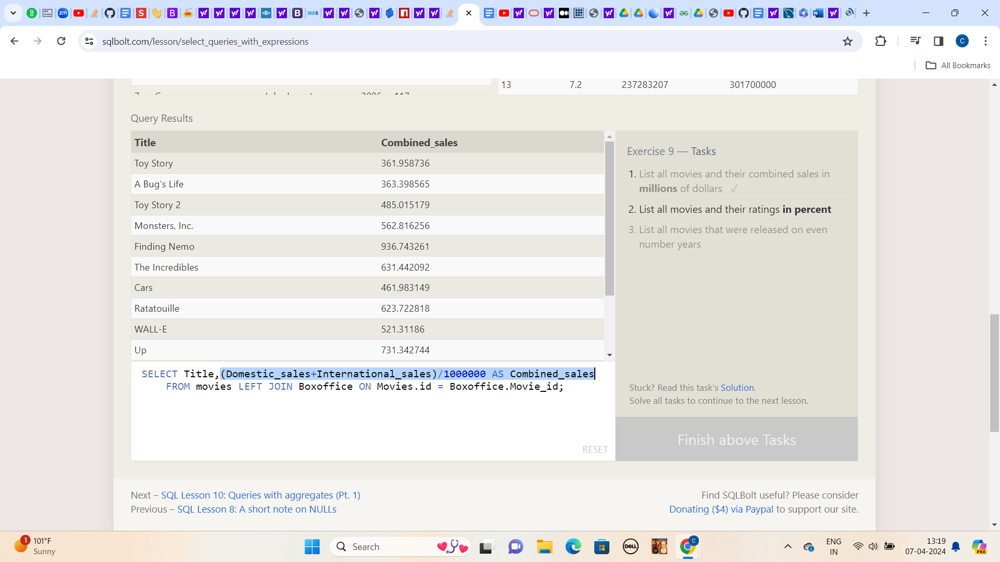 sqlbolt.com/lesson/select_queries_with_expressions
C
All Bookmarks
13 7.2 237283207 301700000
Query Results
Title Combined_sales
Toy Story 361.958736
A Bug's Life 363.398565
Toy Story 2 485.015179
Monsters, Inc. 562.816256
Finding Nemo 936.743261
The Incredibles 631.442092
Cars 461.983149
Ratatouille 623.722818
WALL-E 521.31186
Up 731.342744
SELECT Title,(Domestic_sales+International_sales)/1000000 AS Combined_sales
FROM movies LEFT JOIN Boxoffice ON Movies.id = Boxoffice.Movie_id;
RESET
Exercise 9 — Tasks
1. List all movies and their combined sales in
millions of dollars ✓
2. List all movies and their ratings in percent
3. List all movies that were released on even
number years
Stuck? Read this task's Solution.
Solve all tasks to continue to the next lesson.
Finish above Tasks
Next – SQL Lesson 10: Queries with aggregates (Pt. 1)
Previous – SQL Lesson 8: A short note on NULLs
Find SQLBolt useful? Please consider
Donating ($4) via Paypal to support our site.
1
101°F
Sunny
Search
DELL
C
ENG
IN
13:19
07-04-2024
PRE